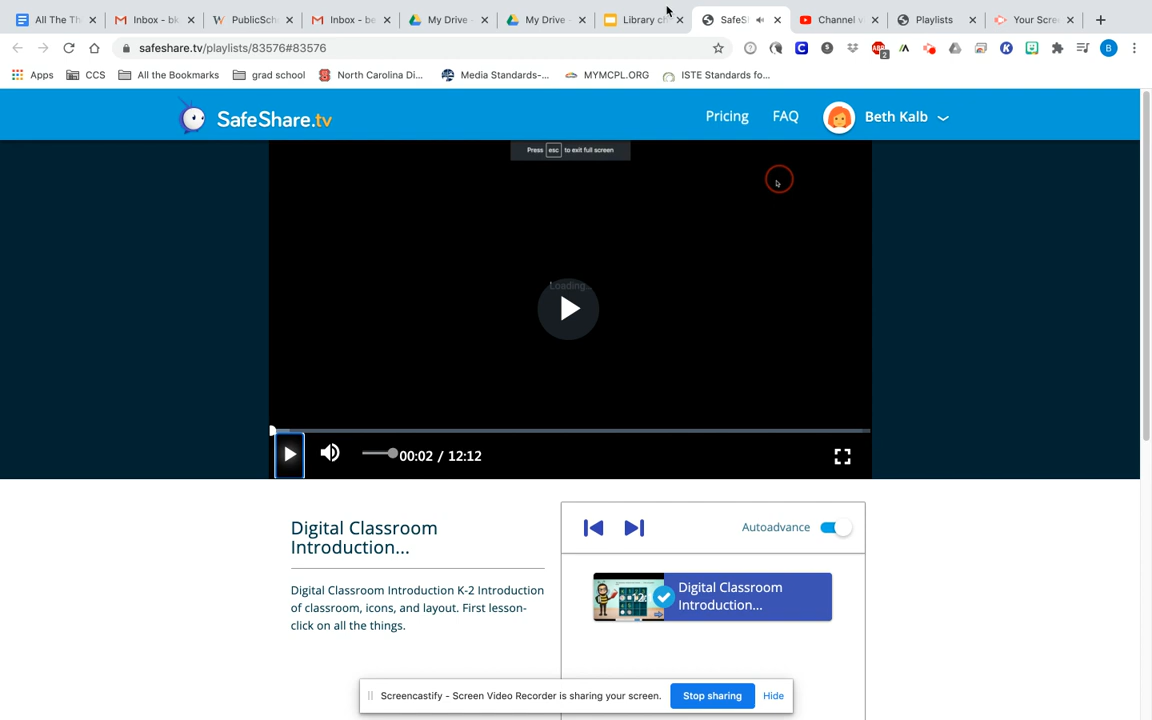 All The Th
Inbox - bk
PublicSch
Inbox - be
My Drive -
My Drive -
Library ch
SafeS
Channel v
Playlists
Your Scre
safeshare.tv/playlists/83576#83576
Apps
CCS
All the Bookmarks
grad school
North Carolina Di...
Media Standards-...
MYMCPL.ORG
ISTE Standards fo...
SafeShare.tv
Pricing
FAQ
Beth Kalb
Press esc to exit full screen
Loading...
00:02 / 12:12
Digital Classroom
Introduction...
Digital Classroom Introduction K-2 Introduction
of classroom, icons, and layout. First lesson-
click on all the things.
Autoadvance
Digital Classroom
Introduction...
Screencastify - Screen Video Recorder is sharing your screen.
Stop sharing
Hide